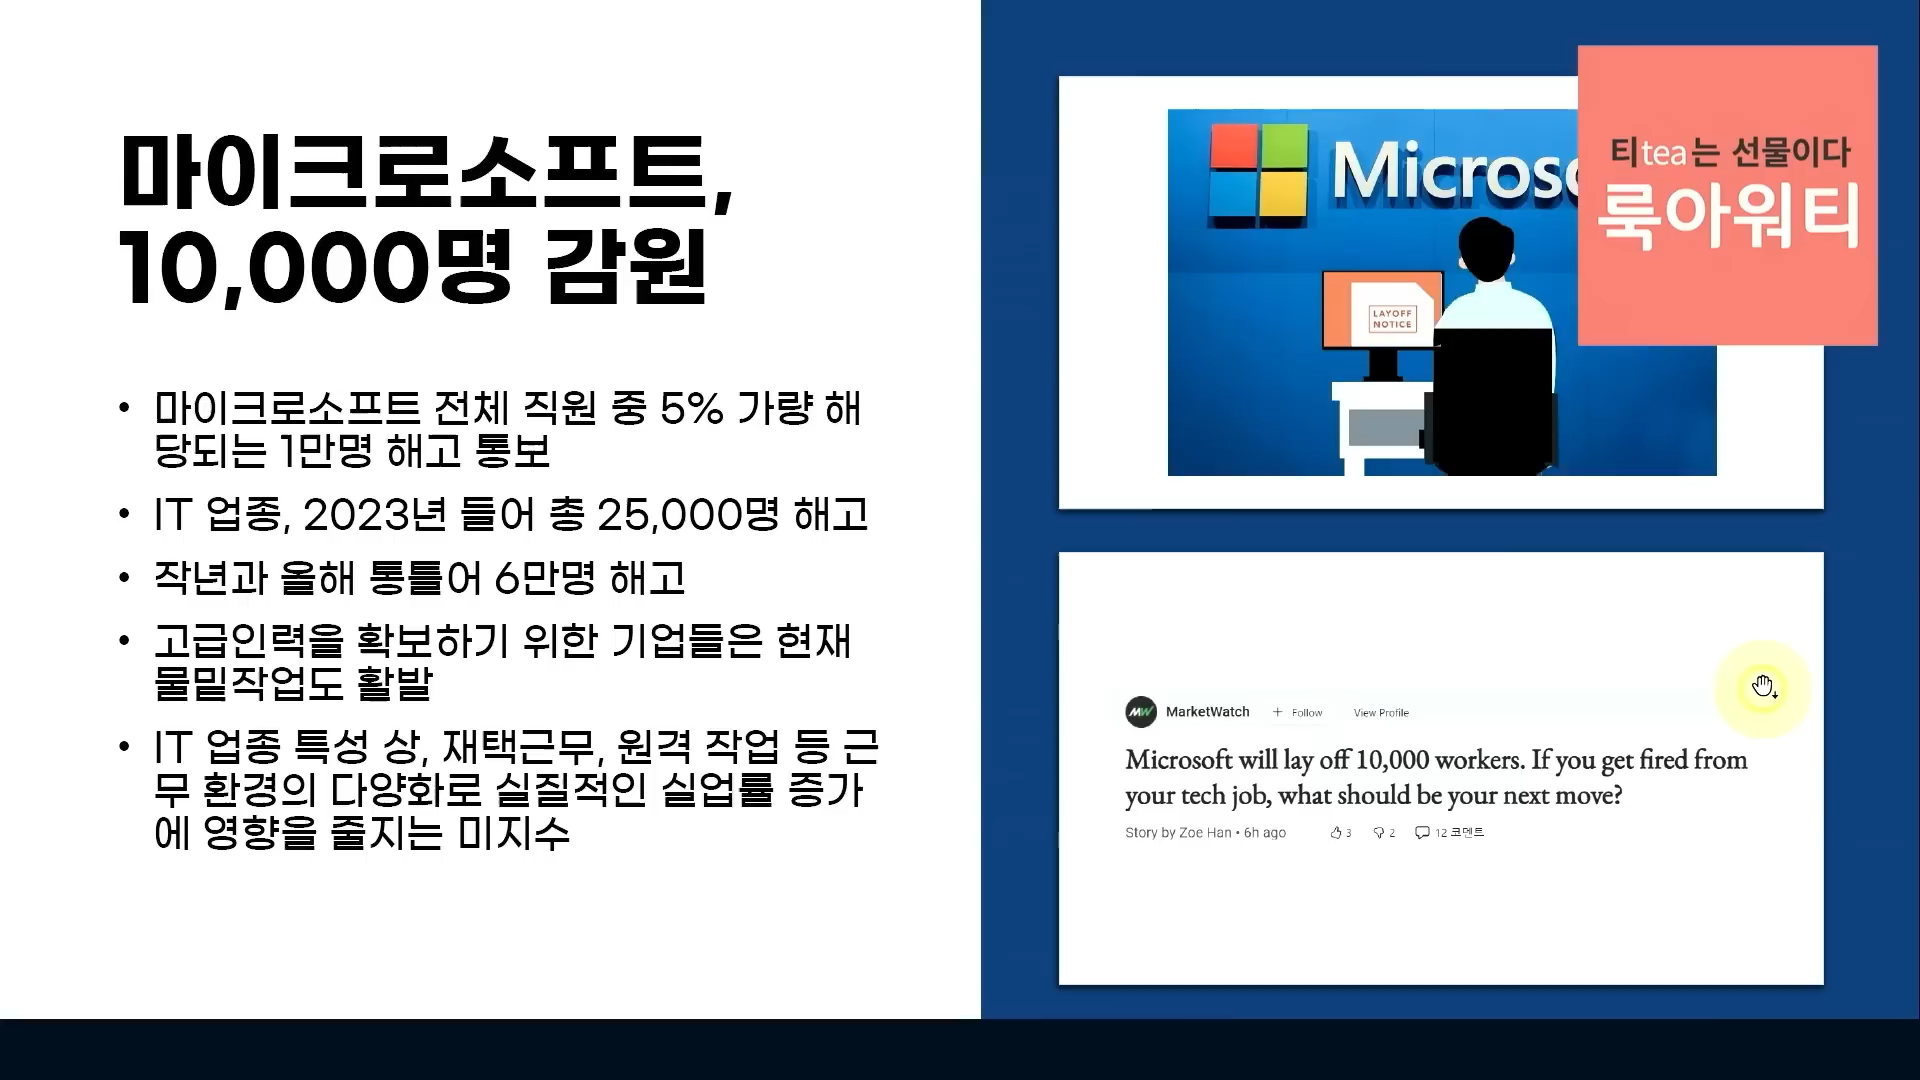 마이크로소프트,
10,000명 감원
• 마이크로소프트 전체 직원 중 5% 가량 해
당되는 1만명 해고 통보
• IT 업종, 2023년 들어 총 25,000명 해고
• 작년과 올해 통틀어 6만명 해고
• 고급인력을 확보하기 위한 기업들은 현재
물밑작업도 활발
• IT 업종 특성 상, 재택근무, 원격 작업 등 근
무 환경의 다양화로 실질적인 실업률 증가
에 영향을 줄지는 미지수
Microso
LAYOFF
NOTICE
티tea는 선물이다
룩아워티
MW MarketWatch + Follow View Profile
Microsoft will lay off 10,000 workers. If you get fired from
your tech job, what should be your next move?
Story by Zoe Han • 6h ago 3 2 12 코멘트